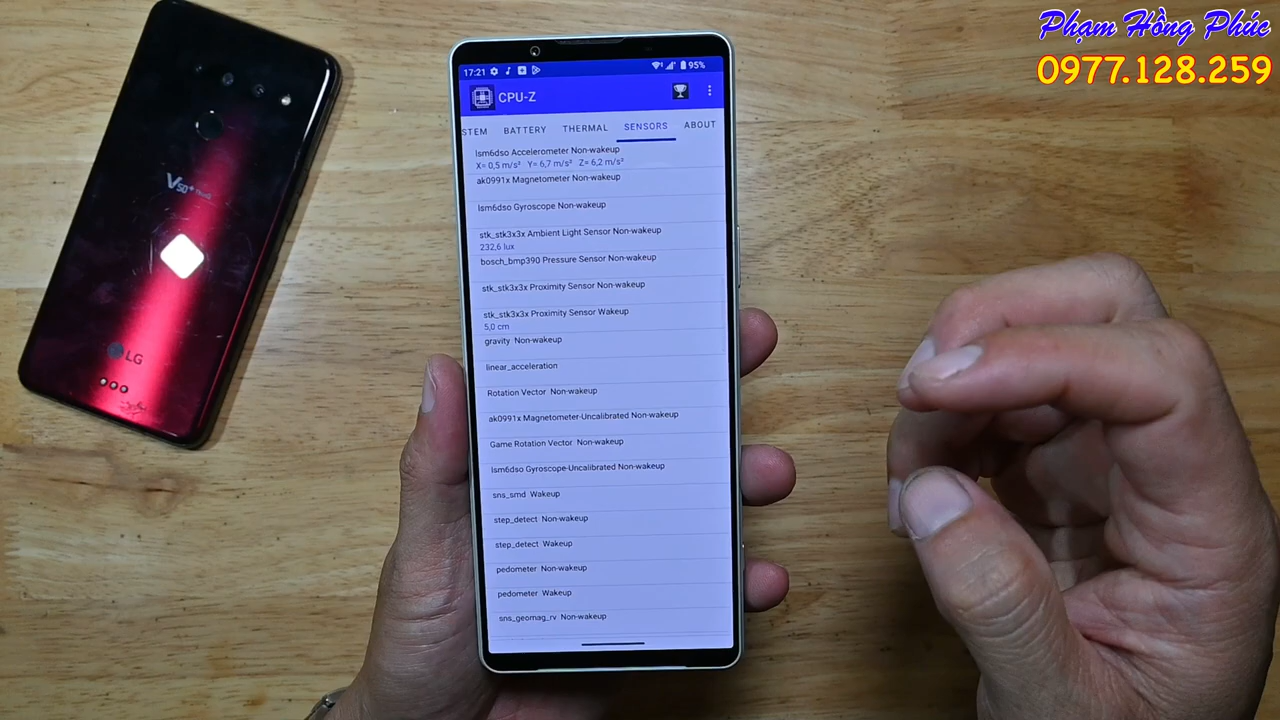 Phạm Hồng Phúc
0977.128.259
17:21
95%
CPU-Z
STEM BATTERY THERMAL SENSORS ABOUT
lsm6dso Accelerometer Non-wakeup
X= 0,5 m/s² Y= 6,7 m/s² Z= 6,2 m/s²
ak0991x Magnetometer Non-wakeup
lsm6dso Gyroscope Non-wakeup
stk_stk3x3x Ambient Light Sensor Non-wakeup
232,6 lux
bosch_bmp390 Pressure Sensor Non-wakeup
stk_stk3x3x Proximity Sensor Non-wakeup
stk_stk3x3x Proximity Sensor Wakeup
5,0 cm
gravity Non-wakeup
linear_acceleration
Rotation Vector Non-wakeup
ak0991x Magnetometer-Uncalibrated Non-wakeup
Game Rotation Vector Non-wakeup
lsm6dso Gyroscope-Uncalibrated Non-wakeup
sns_smd Wakeup
step_detect Non-wakeup
step_detect Wakeup
pedometer Non-wakeup
pedometer Wakeup
sns_geomag_rv Non-wakeup
V50+ ThinQ
LG